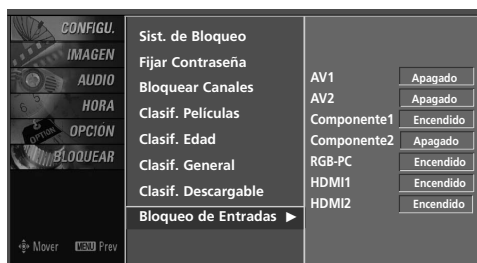 CONFIGU.
IMAGEN
AUDIO
HORA
OPCIÓN
BLOQUEAR
Mover MENU Prev
Sist. de Bloqueo
Fijar Contraseña
Bloquear Canales
Clasif. Películas
Clasif. Edad
Clasif. General
Clasif. Descargable
Bloqueo de Entradas ▶
AV1 Apagado
AV2 Apagado
Componente1 Encendido
Componente2 Apagado
RGB-PC Encendido
HDMI1 Encendido
HDMI2 Encendido